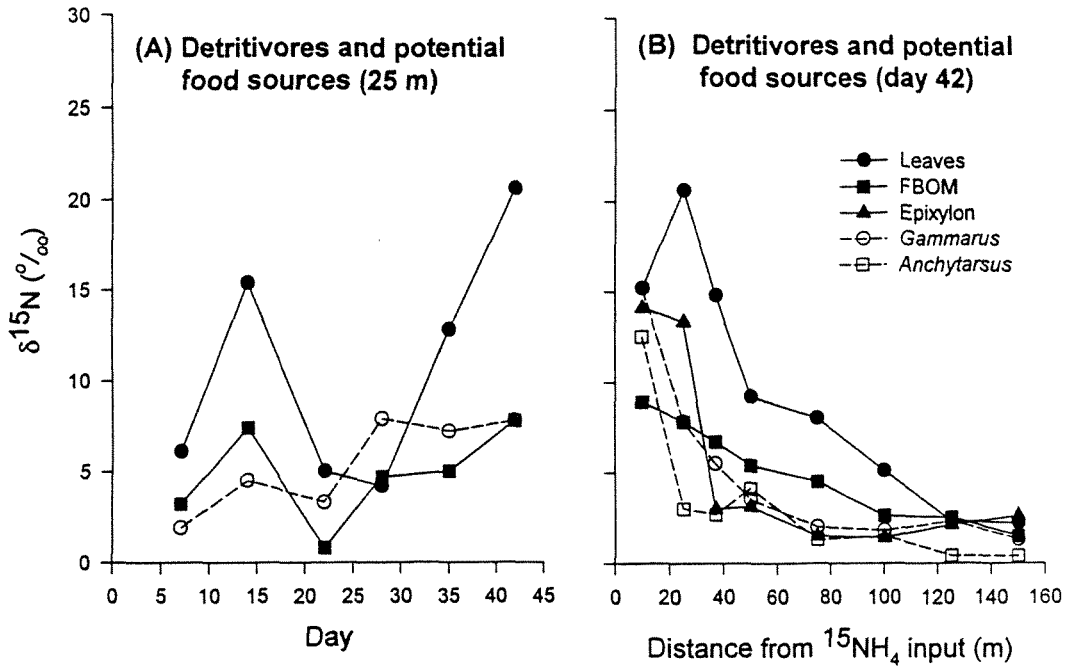 (A) Detritivores and potential
food sources (25 m)
(B) Detritivores and potential
food sources (day 42)
30
25
20
15
10
5
0
δ15N (o/oo)
0 5 10 15 20 25 30 35 40 45
Day
Leaves
FBOM
Epixylon
Gammarus
Anchytarsus
0 20 40 60 80 100 120 140 160
Distance from 15NH4 input (m)